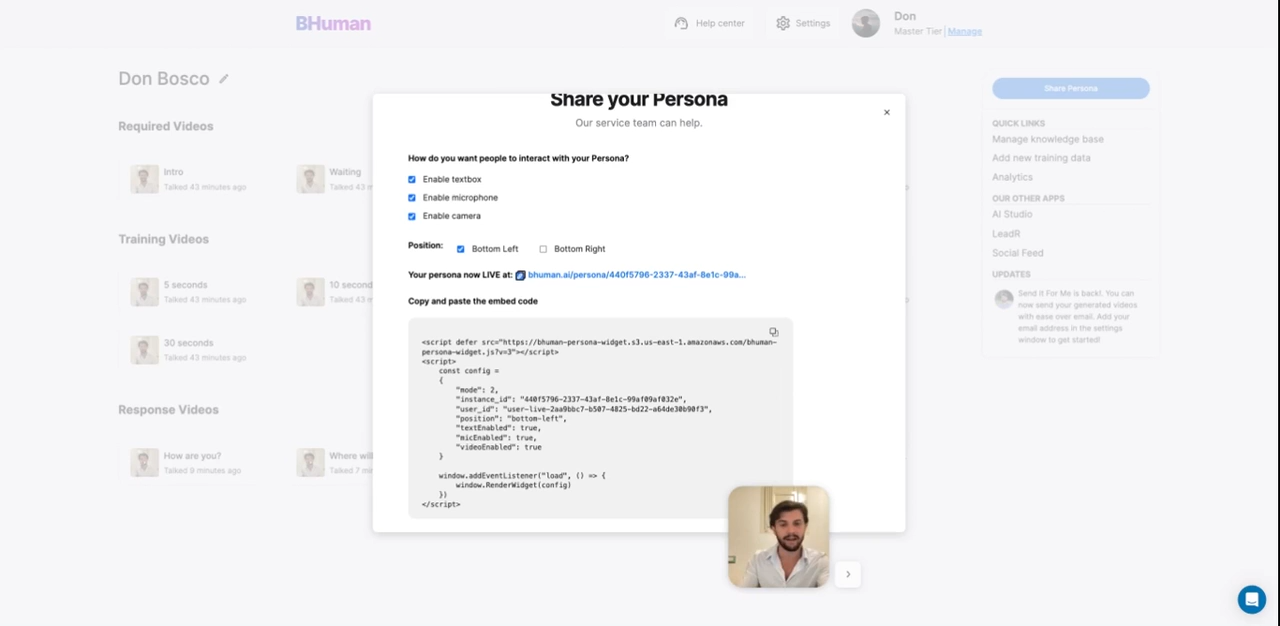 BHuman
Help center
Settings
Don
Master Tier | Manage
Don Bosco
Required Videos
Intro
Talked 43 minutes ago
Waiting
Talked 43 m
Training Videos
5 seconds
Talked 43 minutes ago
10 second
Talked 43 m
30 seconds
Talked 43 minutes ago
Response Videos
How are you?
Talked 9 minutes ago
Where will
Talked 7 min
Share your Persona
Our service team can help.
How do you want people to interact with your Persona?
Enable textbox
Enable microphone
Enable camera
Position:
Bottom Left
Bottom Right
Your persona now LIVE at: bhuman.ai/persona/440f5796-2337-43af-8e1c-99a...
Copy and paste the embed code
<script defer src="https://bhuman-persona-widget.s3.us-east-1.amazonaws.com/bhuman-
persona-widget.js?v=3"></script>
<script>
const config =
{
"mode": 2,
"instance_id": "440f5796-2337-43af-8e1c-99af09af032e",
"user_id": "user-live-2aa9bbc7-b507-4825-bd22-a64de30b90f3",
"position": "bottom-left",
"textEnabled": true,
"micEnabled": true,
"videoEnabled": true
}
window.addEventListener("load", () => {
window.RenderWidget(config)
})
</script>
Share Persona
QUICK LINKS
Manage knowledge base
Add new training data
Analytics
OUR OTHER APPS
AI Studio
LeadR
Social Feed
UPDATES
Send It For Me is back!. You can
now send your generated videos
with ease over email. Add your
email address in the settings
window to get started!